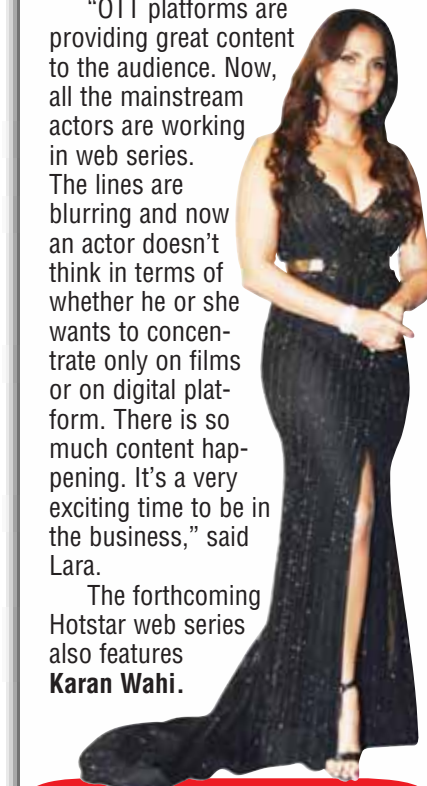 “OTT platforms are
providing great content
to the audience. Now,
all the mainstream
actors are working
in web series.
The lines are
blurring and now
an actor doesn’t
think in terms of
whether he or she
wants to concen-
trate only on films
or on digital plat-
form. There is so
much content hap-
pening. It’s a very
exciting time to be in
the business,” said
Lara.
The forthcoming
Hotstar web series
also features
Karan Wahi.